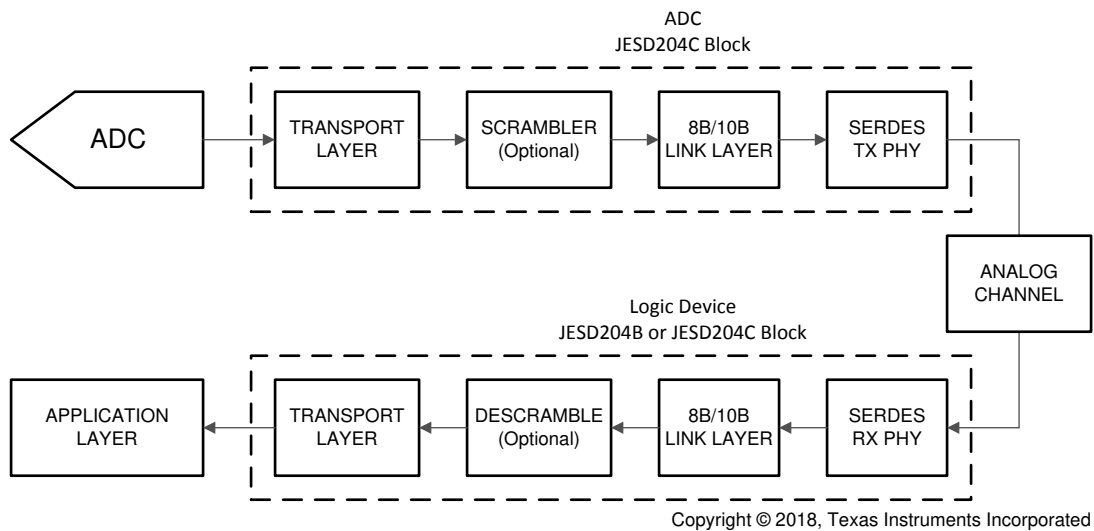 ADC
JESD204C Block
ADC
TRANSPORT
LAYER
SCRAMBLER
(Optional)
8B/10B
LINK LAYER
SERDES
TX PHY
ANALOG
CHANNEL
Logic Device
JESD204B or JESD204C Block
APPLICATION
LAYER
TRANSPORT
LAYER
DESCRAMBLE
(Optional)
8B/10B
LINK LAYER
SERDES
RX PHY
Copyright © 2018, Texas Instruments Incorporated